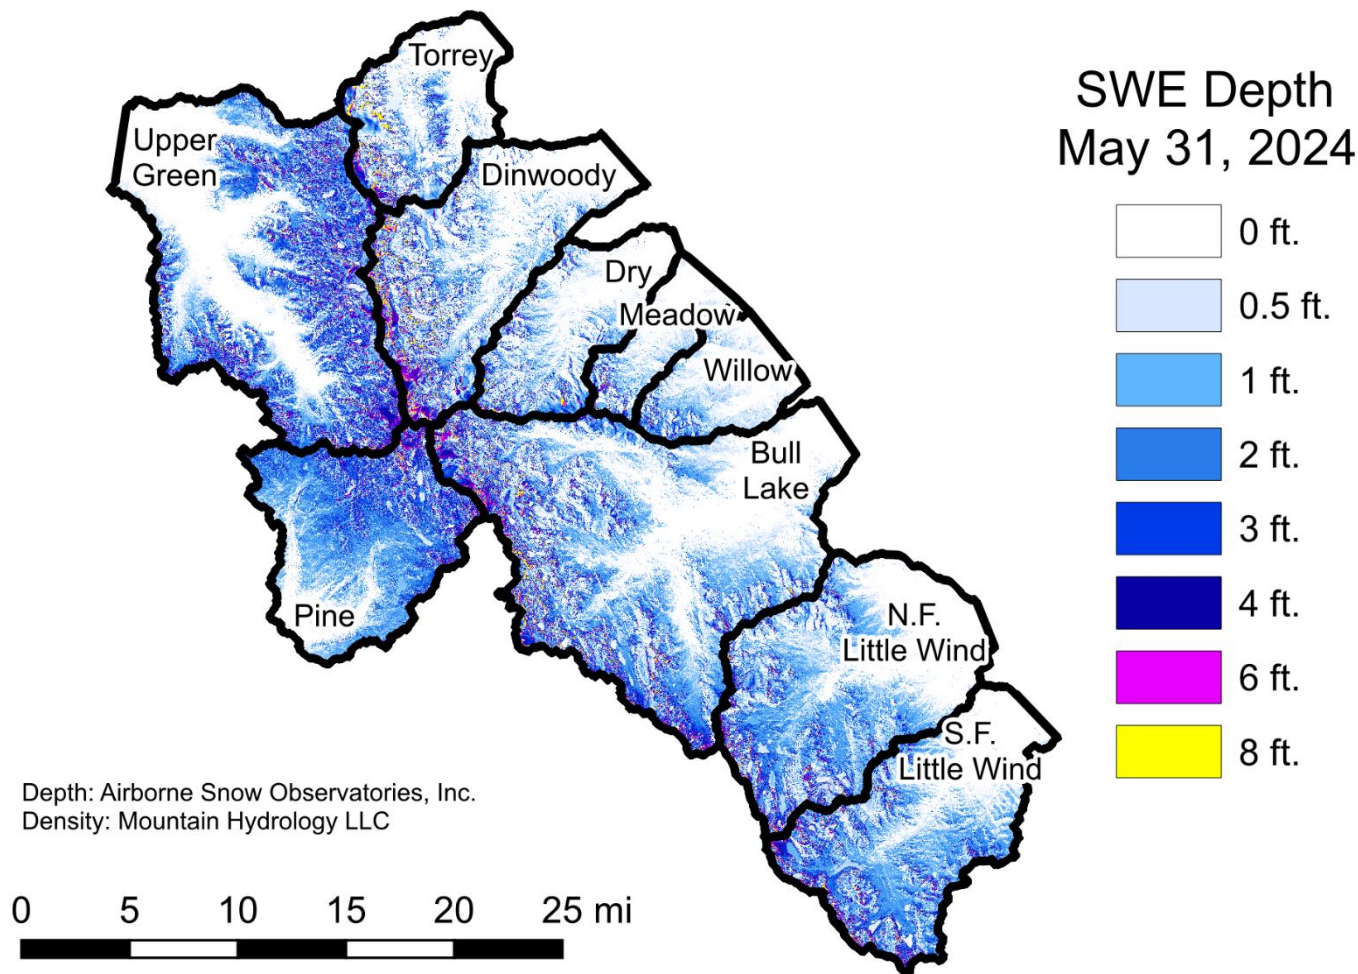 Torrey
Upper
Green
Dinwoody
Dry
Meadow
Willow
Bull
Lake
Pine
N.F.
Little Wind
S.F.
Little Wind
SWE Depth
May 31, 2024
0 ft.
0.5 ft.
1 ft.
2 ft.
3 ft.
4 ft.
6 ft.
8 ft.
Depth: Airborne Snow Observatories, Inc.
Density: Mountain Hydrology LLC
0 5 10 15 20 25 mi